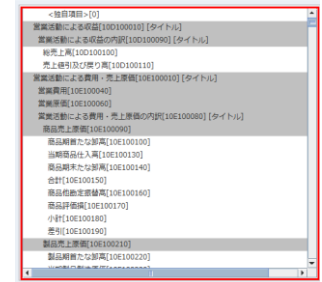 <独自項目>[0]
営業活動による収益[10D100010] [タイトル]
営業活動による収益の内訳[10D100090] [タイトル]
総売上高[10D100100]
売上値引及び戻り高[10D100110]
営業活動による費用・売上原価[10E100010] [タイトル]
営業費用[10E100040]
営業原価[10E100060]
営業活動による費用・売上原価の内訳[10E100080] [タイトル]
商品売上原価[10E100090]
商品期首たな卸高[10E100100]
当期商品仕入高[10E100130]
商品期末たな卸高[10E100140]
合計[10E100150]
商品他勘定振替高[10E100160]
商品評価損[10E100170]
小計[10E100180]
差引[10E100190]
製品売上原価[10E100210]
製品期首たな卸高[10E100220]